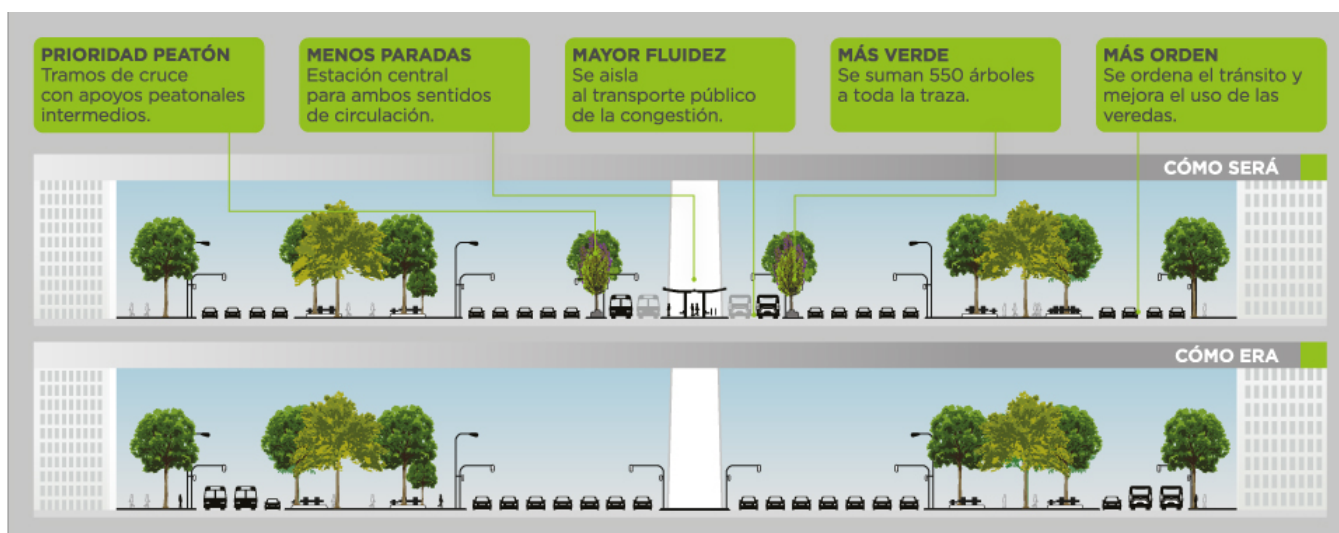 PRIORIDAD PEATÓN
Tramos de cruce
con apoyos peatonales
intermedios.
MENOS PARADAS
Estación central
para ambos sentidos
de circulación.
MAYOR FLUIDEZ
Se aisla
al transporte público
de la congestión.
MÁS VERDE
Se suman 550 árboles
a toda la traza.
MÁS ORDEN
Se ordena el tránsito y
mejora el uso de las
veredas.
CÓMO SERÁ
CÓMO ERA